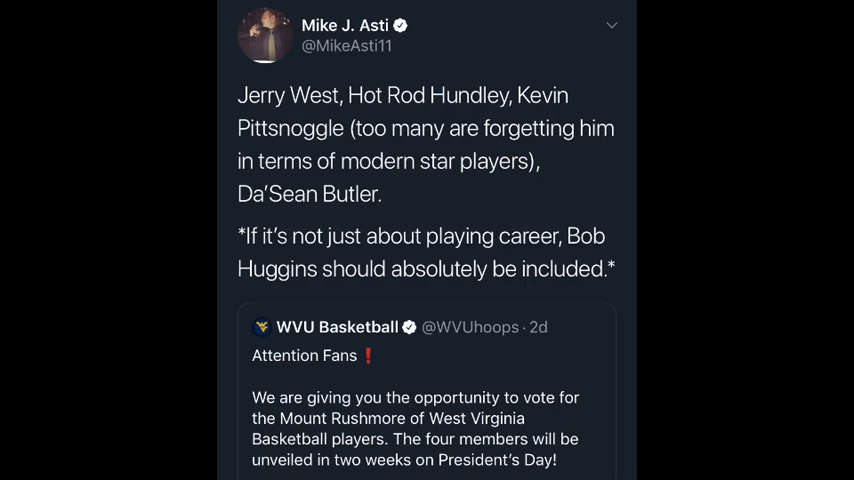 Mike J. Asti
@MikeAsti11
Jerry West, Hot Rod Hundley, Kevin
Pittsnoggle (too many are forgetting him
in terms of modern star players),
Da'Sean Butler.
*If it's not just about playing career, Bob
Huggins should absolutely be included.*
WVU Basketball @WVUhoops · 2d
Attention Fans❗
We are giving you the opportunity to vote for
the Mount Rushmore of West Virginia
Basketball players. The four members will be
unveiled in two weeks on President's Day!